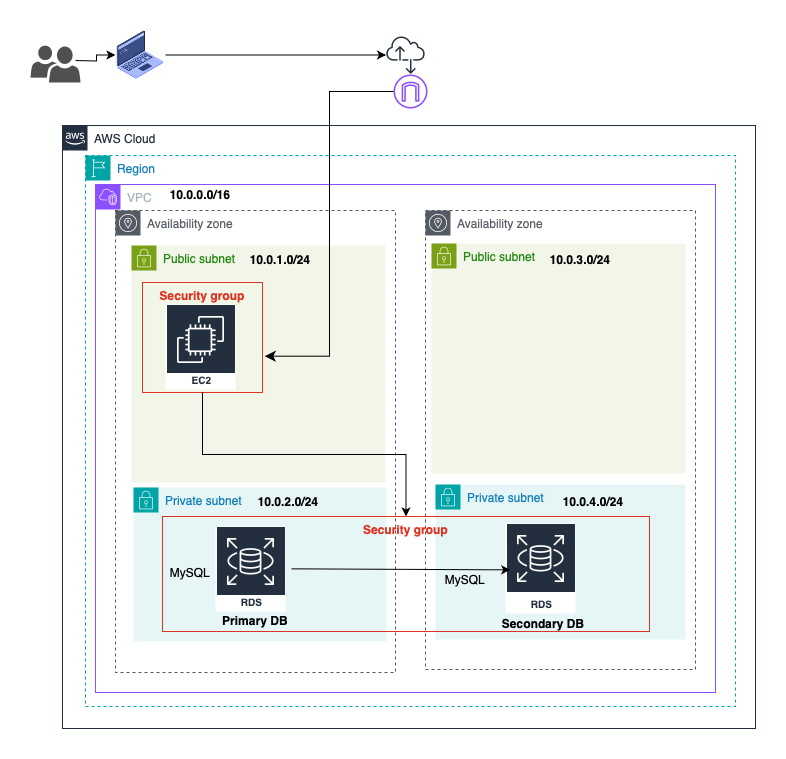 aws
AWS Cloud
Region
VPC
10.0.0.0/16
Availability zone
Availability zone
Public subnet
10.0.1.0/24
Public subnet
10.0.3.0/24
Security group
EC2
Private subnet
10.0.2.0/24
Private subnet
10.0.4.0/24
Security group
MySQL
RDS
Primary DB
MySQL
RDS
Secondary DB